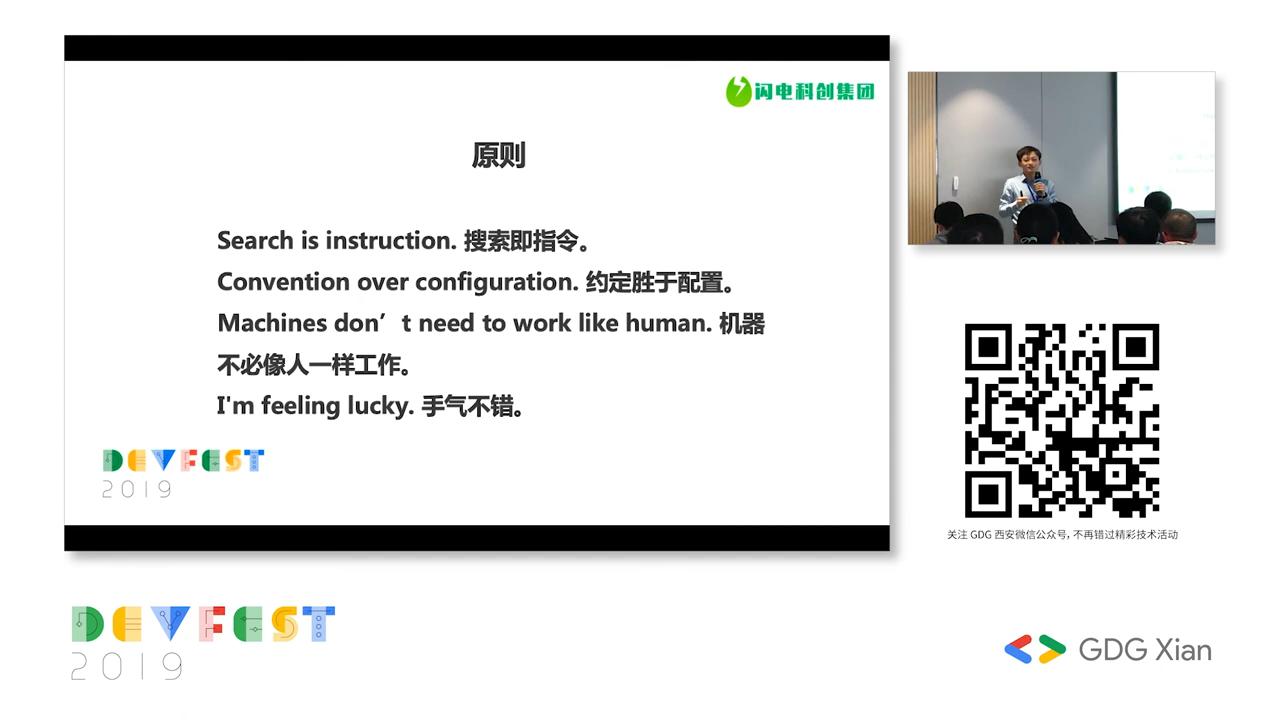 闪电科创集团
原则
Search is instruction. 搜索即指令。
Convention over configuration. 约定胜于配置。
Machines don’t need to work like human. 机器
不必像人一样工作。
I'm feeling lucky. 手气不错。
DEVFEST
2019
关注 GDG 西安微信公众号, 不再错过精彩技术活动
DEVFEST
2019
GDG Xian